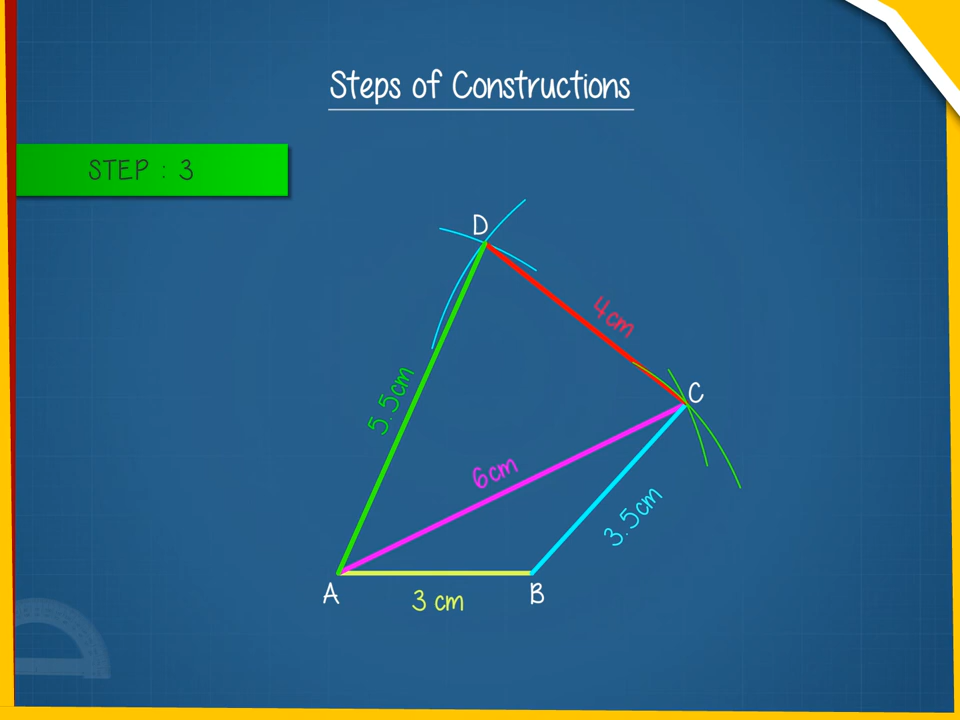 Steps of Constructions
STEP : 3
D
4cm
C
5.5cm
6cm
3.5cm
A
B
3 cm